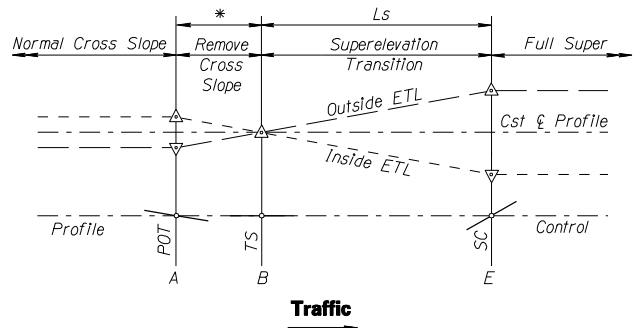 * Ls
Normal Cross Slope Remove Cross Slope Superelevation Transition Full Super
Outside ETL
Cst ℄ Profile
Inside ETL
Profile POT TS SC Control
A B E
Traffic